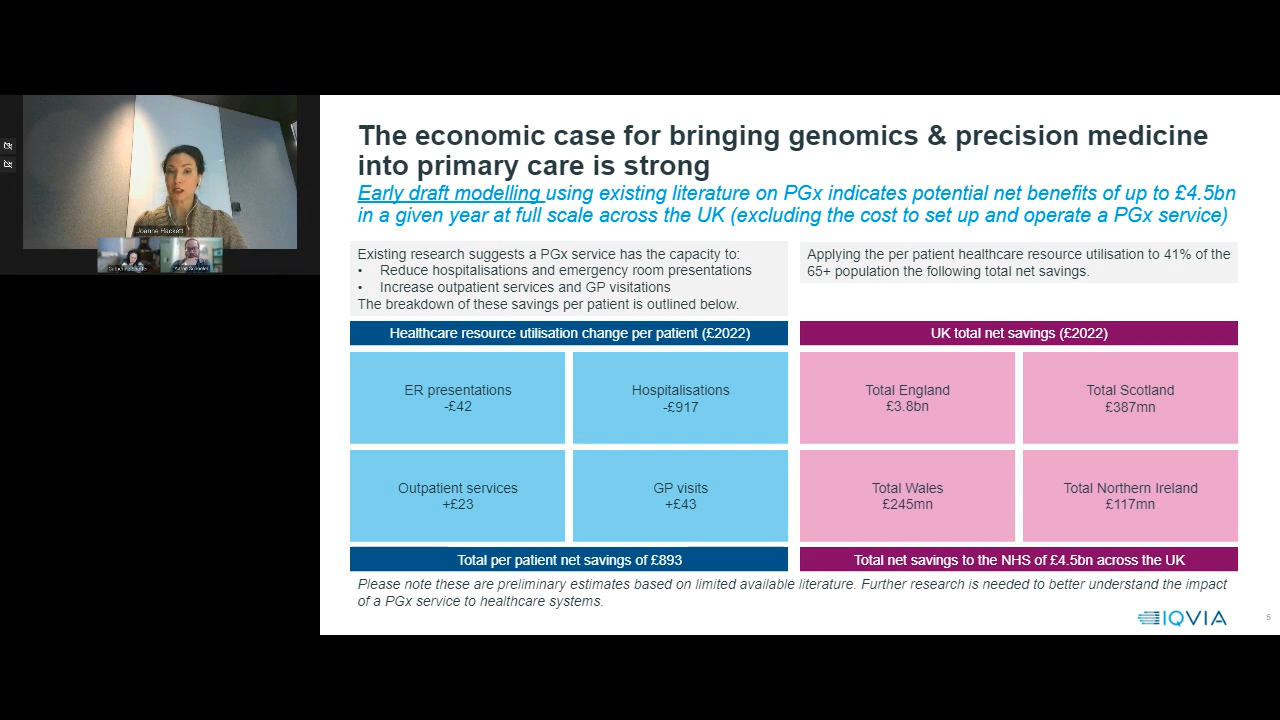 The economic case for bringing genomics & precision medicine
into primary care is strong
Early draft modelling using existing literature on PGx indicates potential net benefits of up to £4.5bn
in a given year at full scale across the UK (excluding the cost to set up and operate a PGx service)
Joanne Hackett
Existing research suggests a PGx service has the capacity to:
• Reduce hospitalisations and emergency room presentations
• Increase outpatient services and GP visitations
The breakdown of these savings per patient is outlined below.
Applying the per patient healthcare resource utilisation to 41% of the
65+ population the following total net savings.
Healthcare resource utilisation change per patient (£2022)
ER presentations
-£42
Hospitalisations
-£917
Outpatient services
+£23
GP visits
+£43
Total per patient net savings of £893
UK total net savings (£2022)
Total England
£3.8bn
Total Scotland
£387mn
Total Wales
£245mn
Total Northern Ireland
£117mn
Total net savings to the NHS of £4.5bn across the UK
Please note these are preliminary estimates based on limited available literature. Further research is needed to better understand the impact
of a PGx service to healthcare systems.
IQVIA
5